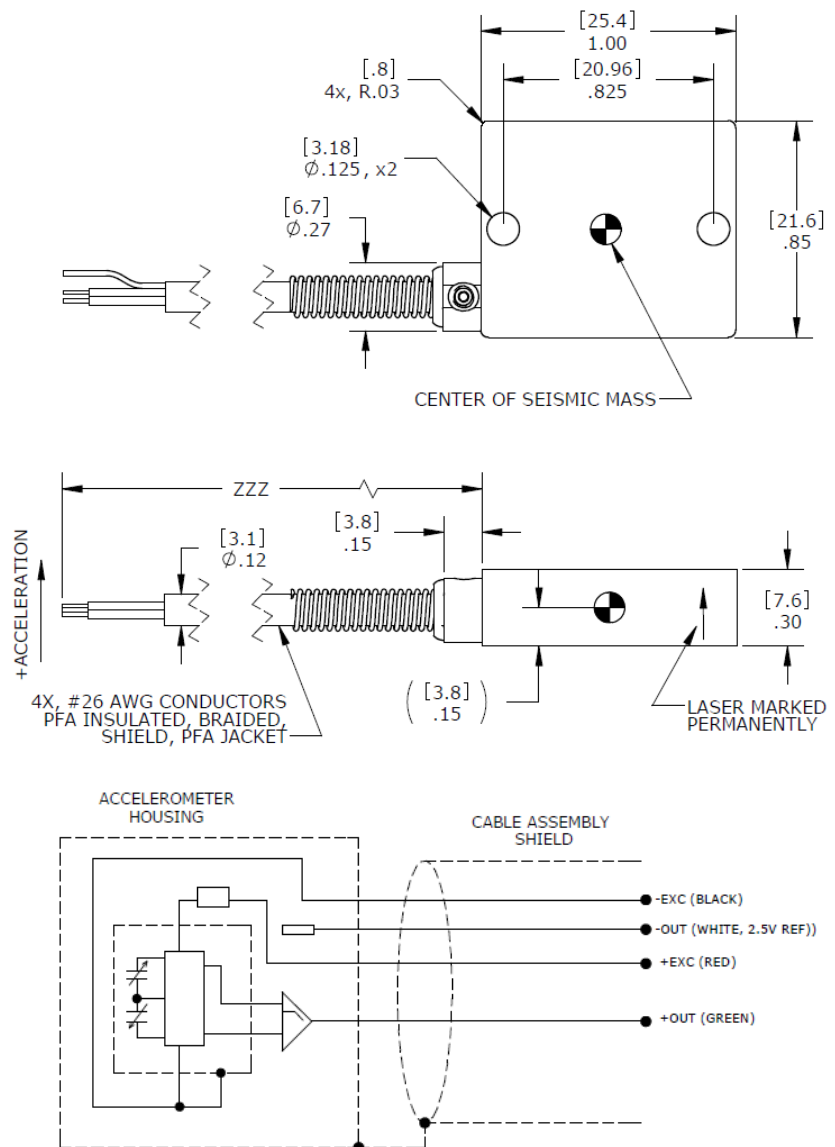 [25.4]
1.00
[.8]
4x, R.03
[20.96]
.825
[3.18]
∅.125, x2
[6.7]
∅.27
[21.6]
.85
CENTER OF SEISMIC MASS
ZZZ
+ACCELERATION
[3.1]
∅.12
[3.8]
.15
[7.6]
.30
4X, #26 AWG CONDUCTORS
PFA INSULATED, BRAIDED,
SHIELD, PFA JACKET
([3.8]
.15)
LASER MARKED
PERMANENTLY
ACCELEROMETER
HOUSING
CABLE ASSEMBLY
SHIELD
-EXC (BLACK)
-OUT (WHITE, 2.5V REF))
+EXC (RED)
+OUT (GREEN)